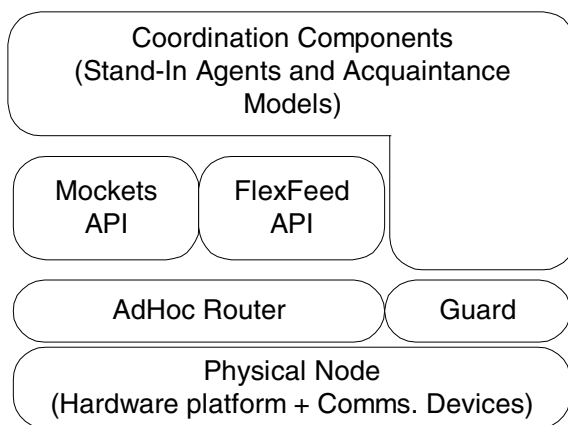 Coordination Components
(Stand-In Agents and Acquaintance
Models)
Mockets
API
FlexFeed
API
AdHoc Router
Guard
Physical Node
(Hardware platform + Comms. Devices)